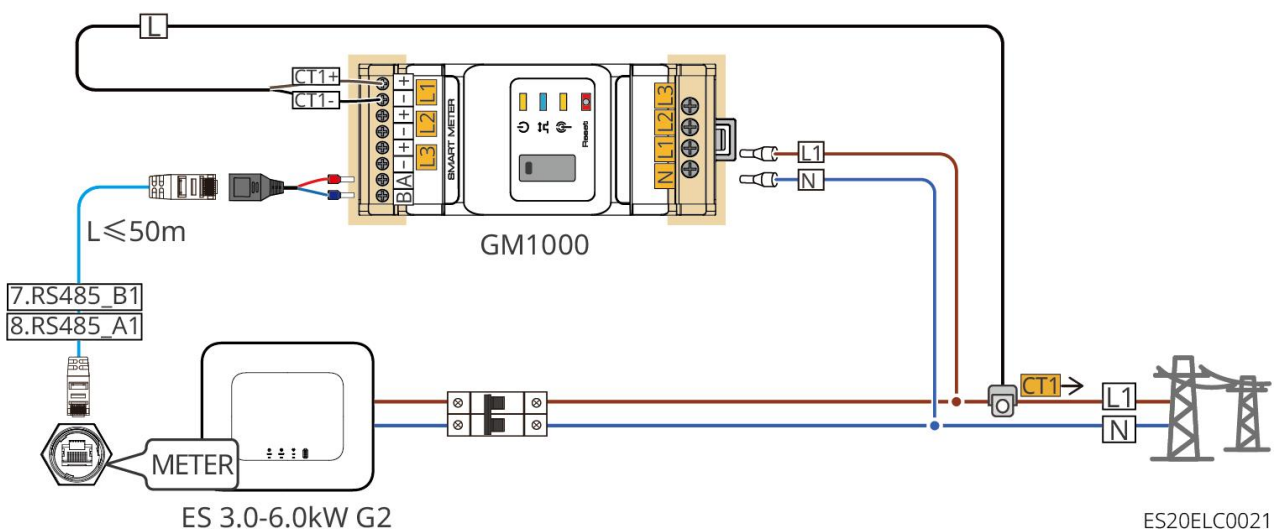 L
CT1+
CT1-
+
-
+
-
+
-
A
B
L1
L2
L3
SMART METER
Reset
L3
L2
L1
N
L1
N
L≤50m
GM1000
7.RS485_B1
8.RS485_A1
METER
CT1
L1
N
ES 3.0-6.0kW G2
ES20ELC0021